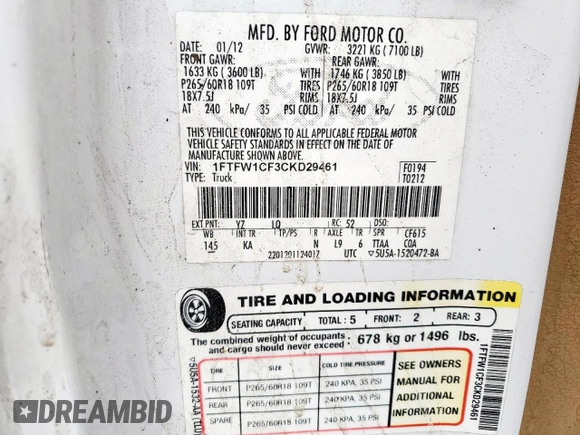 MFD. BY FORD MOTOR CO.
DATE: 01/12 GVWR: 3221 KG ( 7100 LB)
FRONT GAWR: REAR GAWR:
1633 KG ( 3600 LB) WITH 1746 KG ( 3850 LB) WITH
P265/60R18 109T TIRES P265/60R18 109T TIRES
18X7.5J RIMS 18X7.5J RIMS
AT 240 kPa/ 35 PSI COLD AT 240 kPa/ 35 PSI COLD
THIS VEHICLE CONFORMS TO ALL APPLICABLE FEDERAL MOTOR
VEHICLE SAFETY STANDARDS IN EFFECT ON THE DATE OF
MANUFACTURE SHOWN ABOVE.
VIN: 1FTFW1CF3CKD29461 F0194
TYPE: Truck T0212
EXT PNT: YZ LQ RC: 52 DSO:
WB INT TR TP/PS R AXLE TR SPR CF615
145 KA N L9 6 TTAA CQA
2201201124012 UTC ▽5U5A-1520472-BA
TIRE AND LOADING INFORMATION
SEATING CAPACITY TOTAL: 5 FRONT: 2 REAR: 3
The combined weight of occupants and cargo should never exceed: 678 kg or 1496 lbs.
TIRE SIZE COLD TIRE PRESSURE
FRONT P265/60R18 109T 240 KPA, 35 PSI
REAR P265/60R18 109T 240 KPA, 35 PSI
SPARE P265/60R18 109T 240 KPA, 35 PSI
SEE OWNERS
MANUAL FOR
ADDITIONAL
INFORMATION
1FTFW1CF3CKD29461
DREAMBID